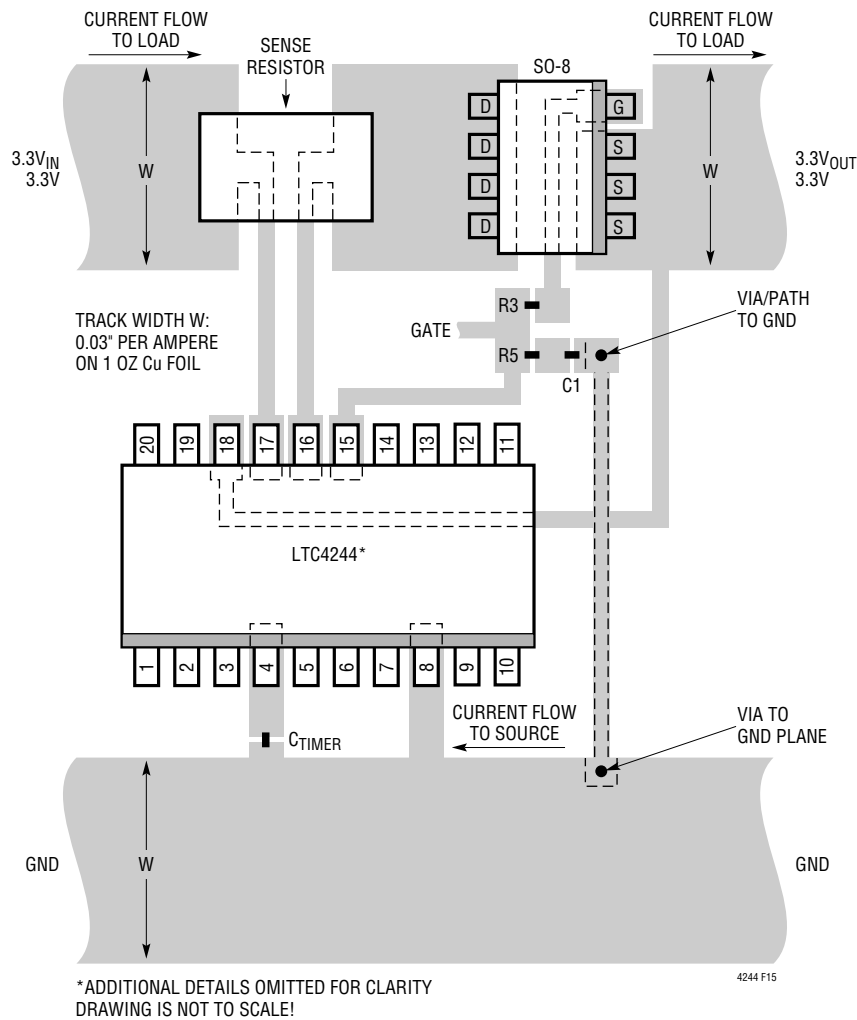 CURRENT FLOW
TO LOAD
SENSE
RESISTOR
SO-8
CURRENT FLOW
TO LOAD
D
G
D
S
D
S
D
S
3.3VIN
3.3V
W
W
3.3VOUT
3.3V
TRACK WIDTH W:
0.03" PER AMPERE
ON 1 OZ Cu FOIL
GATE
R3
R5
C1
VIA/PATH
TO GND
20
19
18
17
16
15
14
13
12
11
LTC4244*
1
2
3
4
5
6
7
8
9
10
CTIMER
CURRENT FLOW
TO SOURCE
VIA TO
GND PLANE
GND
W
GND
*ADDITIONAL DETAILS OMITTED FOR CLARITY
DRAWING IS NOT TO SCALE!
4244 F15